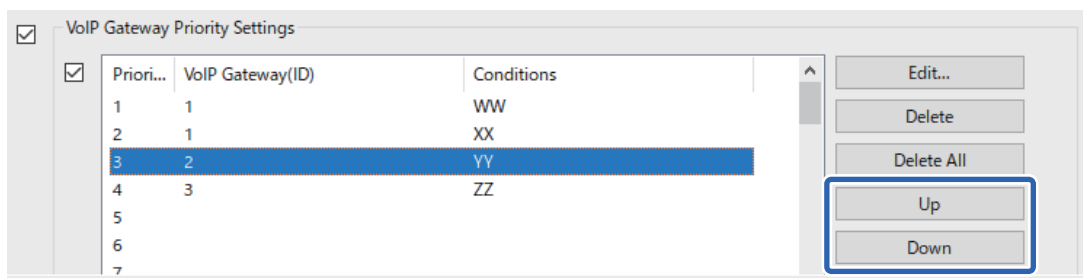 VoIP Gateway Priority Settings
Priori... VoIP Gateway(ID) Conditions
1 1 WW
2 1 XX
3 2 YY
4 3 ZZ
5
6
7
Edit...
Delete
Delete All
Up
Down